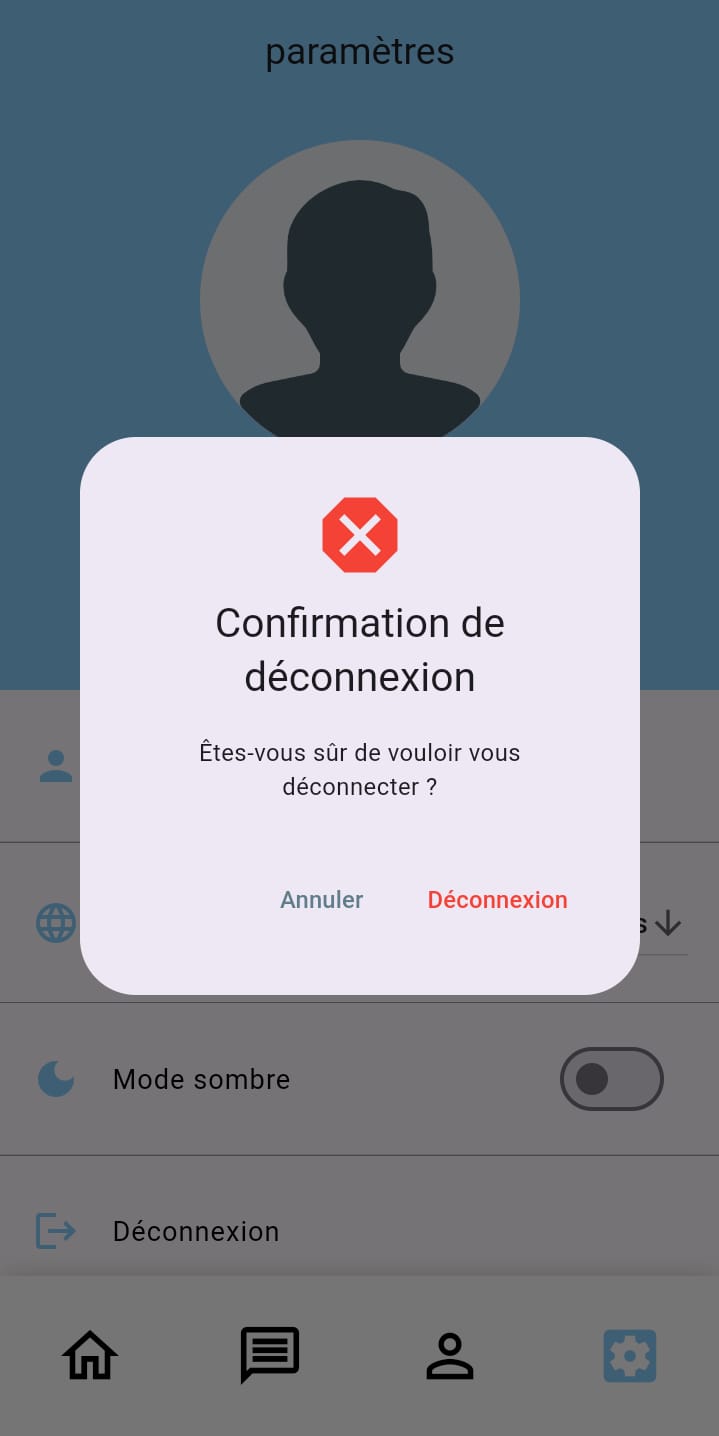 paramètres
Confirmation de
déconnexion
Êtes-vous sûr de vouloir vous
déconnecter ?
Annuler Déconnexion
s
Mode sombre
Déconnexion